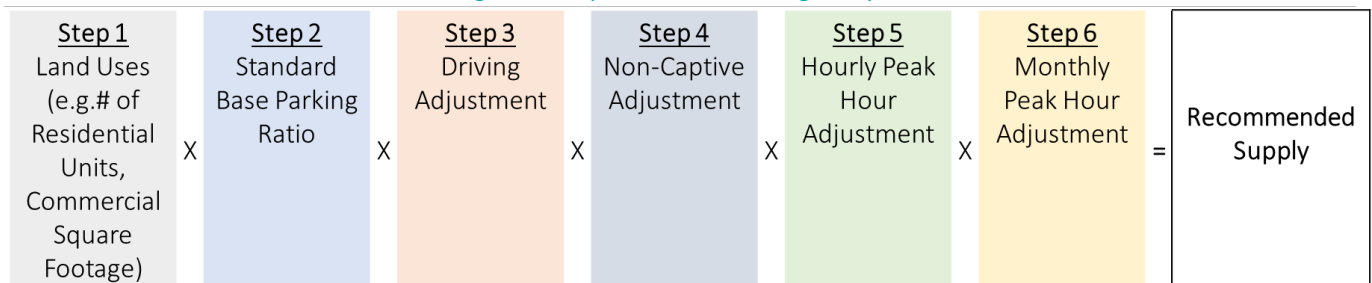 Step 1
Land Uses
(e.g.# of
Residential
Units,
Commercial
Square
Footage)
X
Step 2
Standard
Base Parking
Ratio
X
Step 3
Driving
Adjustment
X
Step 4
Non-Captive
Adjustment
X
Step 5
Hourly Peak
Hour
Adjustment
X
Step 6
Monthly
Peak Hour
Adjustment
=
Recommended
Supply